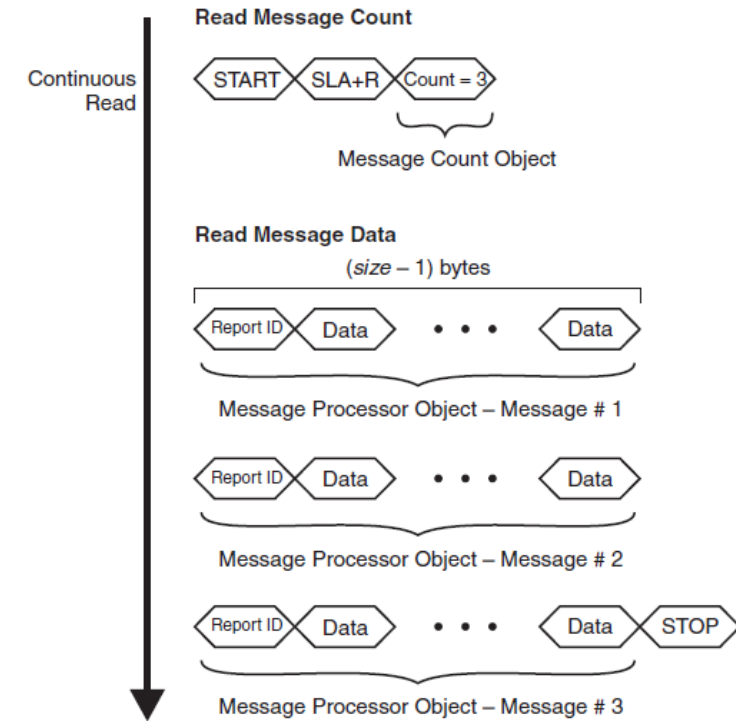 Read Message Count
Continuous
Read
START SLA+R Count = 3
Message Count Object
Read Message Data
(size – 1) bytes
Report ID Data • • • Data
Message Processor Object – Message # 1
Report ID Data • • • Data
Message Processor Object – Message # 2
Report ID Data • • • Data STOP
Message Processor Object – Message # 3